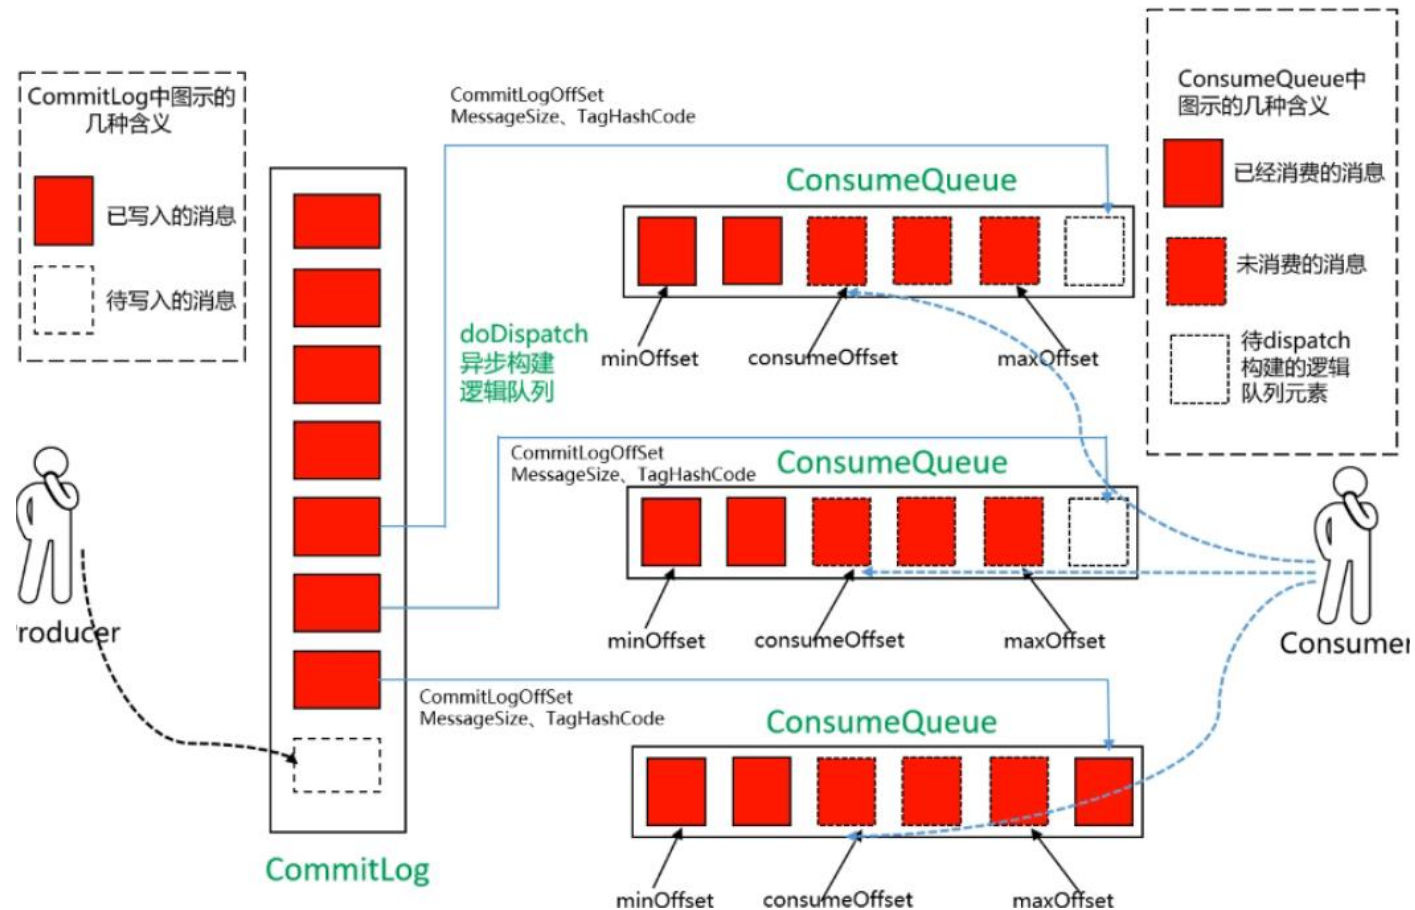 CommitLog中图示的
几种含义
已写入的消息
待写入的消息
roducer
CommitLog
doDispatch
异步构建
逻辑队列
CommitLogOffSet
MessageSize、TagHashCode
ConsumeQueue
minOffset
consumeOffset
maxOffset
CommitLogOffSet
MessageSize、TagHashCode
ConsumeQueue
minOffset
consumeOffset
maxOffset
CommitLogOffSet
MessageSize、TagHashCode
ConsumeQueue
minOffset
consumeOffset
maxOffset
ConsumeQueue中
图示的几种含义
已经消费的消息
未消费的消息
待dispatch
构建的逻辑
队列元素
Consumer